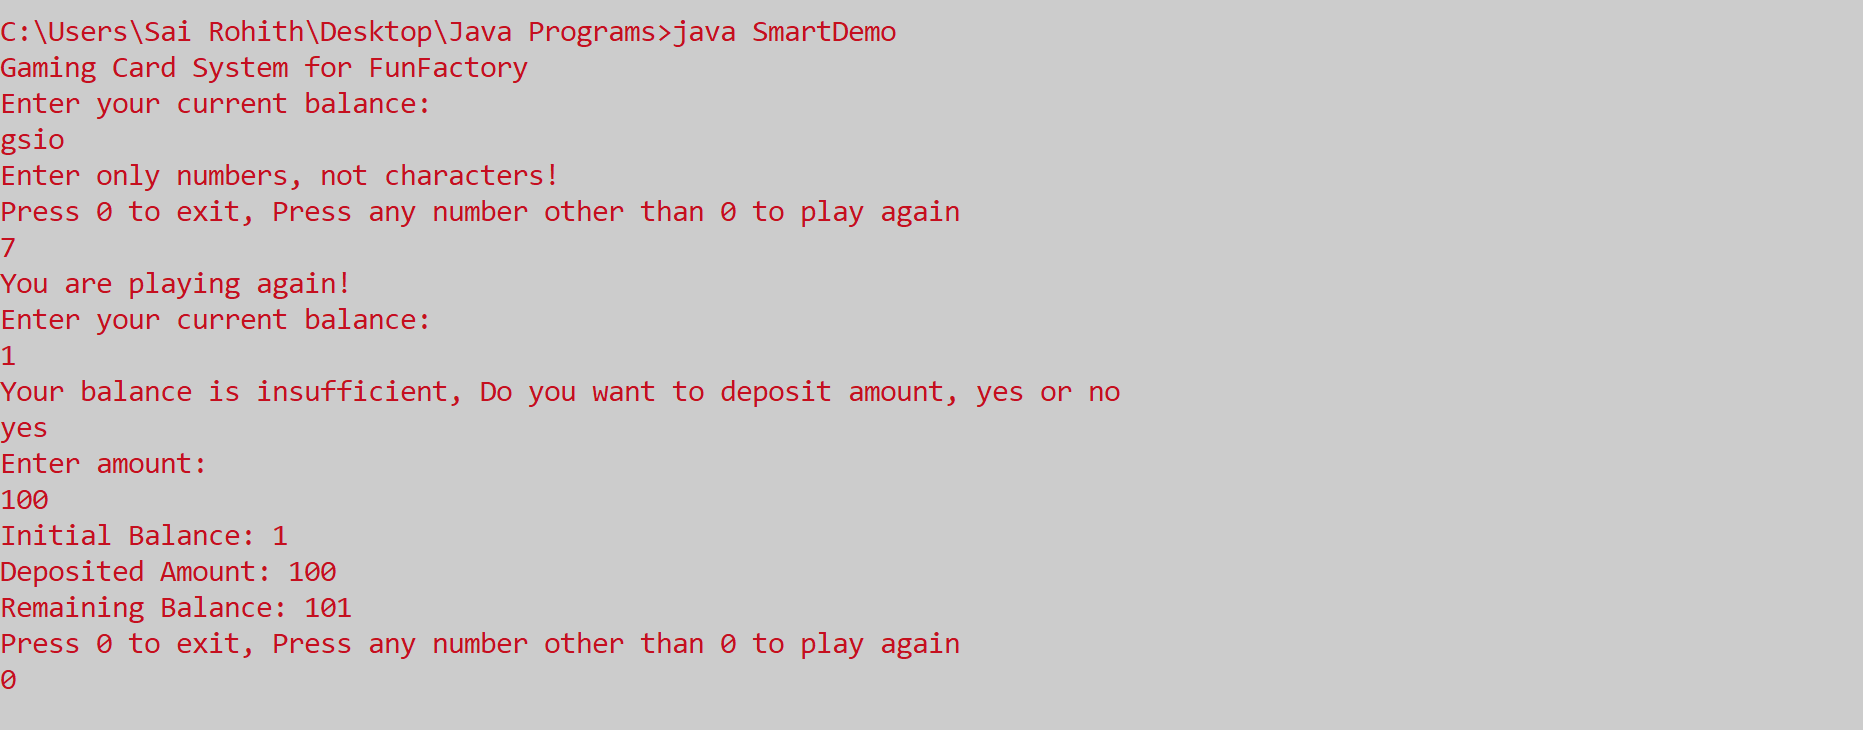 C:\Users\Sai Rohith\Desktop\Java Programs>java SmartDemo
Gaming Card System for FunFactory
Enter your current balance:
gsio
Enter only numbers, not characters!
Press 0 to exit, Press any number other than 0 to play again
7
You are playing again!
Enter your current balance:
1
Your balance is insufficient, Do you want to deposit amount, yes or no
yes
Enter amount:
100
Initial Balance: 1
Deposited Amount: 100
Remaining Balance: 101
Press 0 to exit, Press any number other than 0 to play again
0